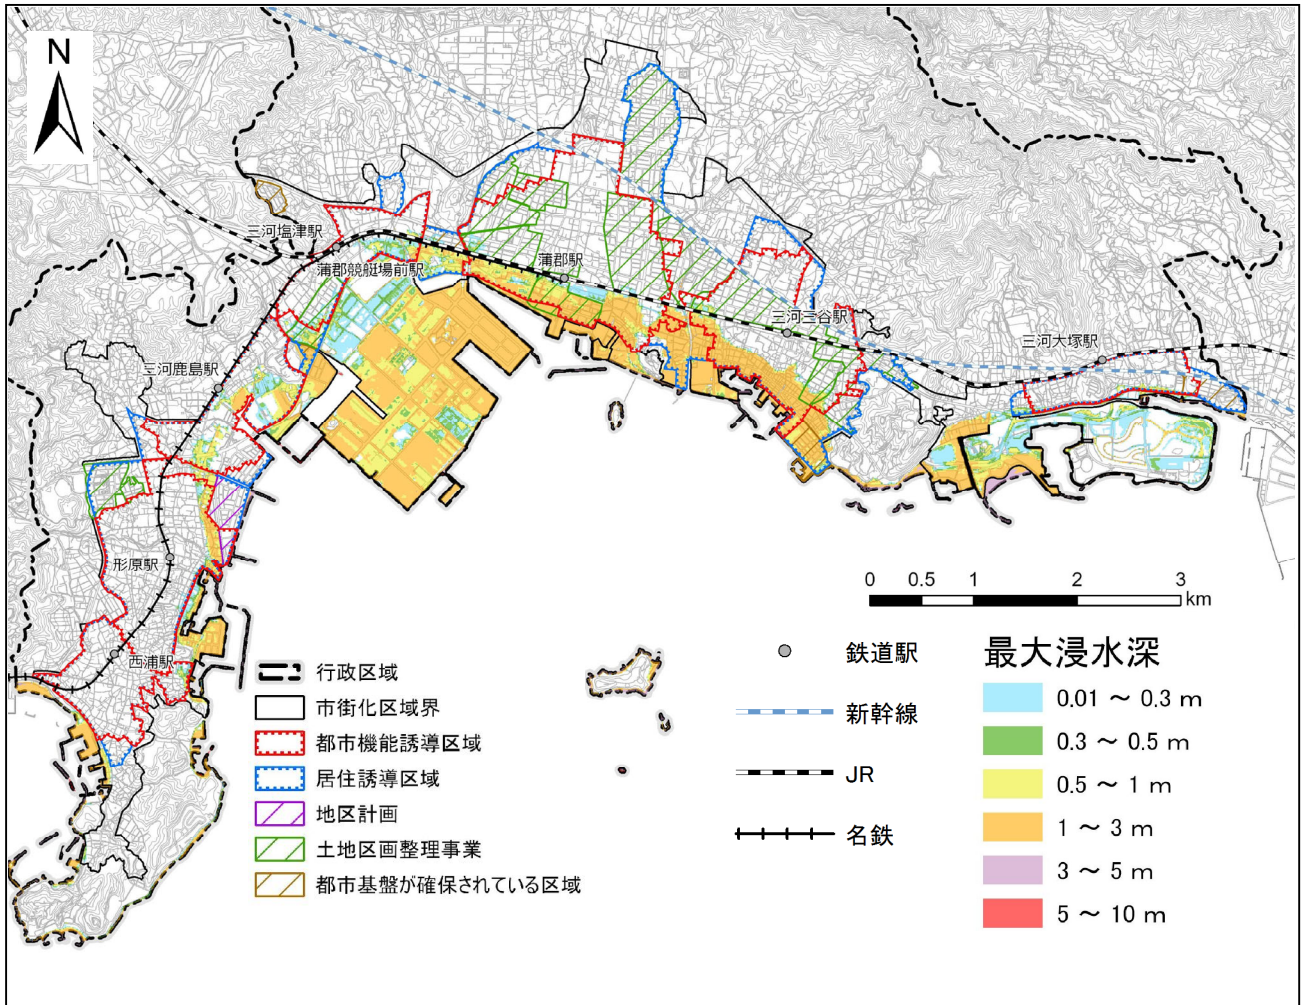 N
三河塩津駅
蒲郡競艇場前駅
蒲郡駅
三河三谷駅
三河大塚駅
三河鹿島駅
形原駅
西浦駅
0 0.5 1 2 3
km
行政区域
市街化区域界
都市機能誘導区域
居住誘導区域
地区計画
土地区画整理事業
都市基盤が確保されている区域
鉄道駅
新幹線
JR
名鉄
最大浸水深
0.01 ～ 0.3 m
0.3 ～ 0.5 m
0.5 ～ 1 m
1 ～ 3 m
3 ～ 5 m
5 ～ 10 m